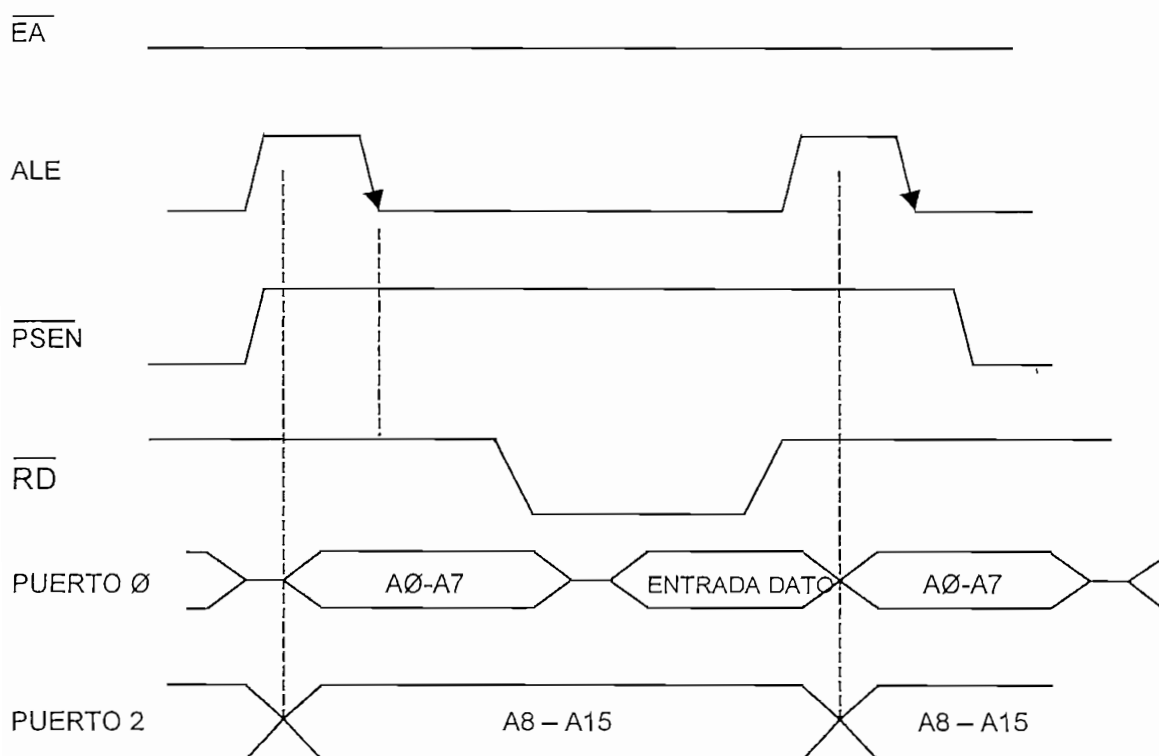 EA
ALE
PSEN
RD
PUERTO Ø AØ-A7 ENTRADA DATO AØ-A7
PUERTO 2 A8 – A15 A8 – A15